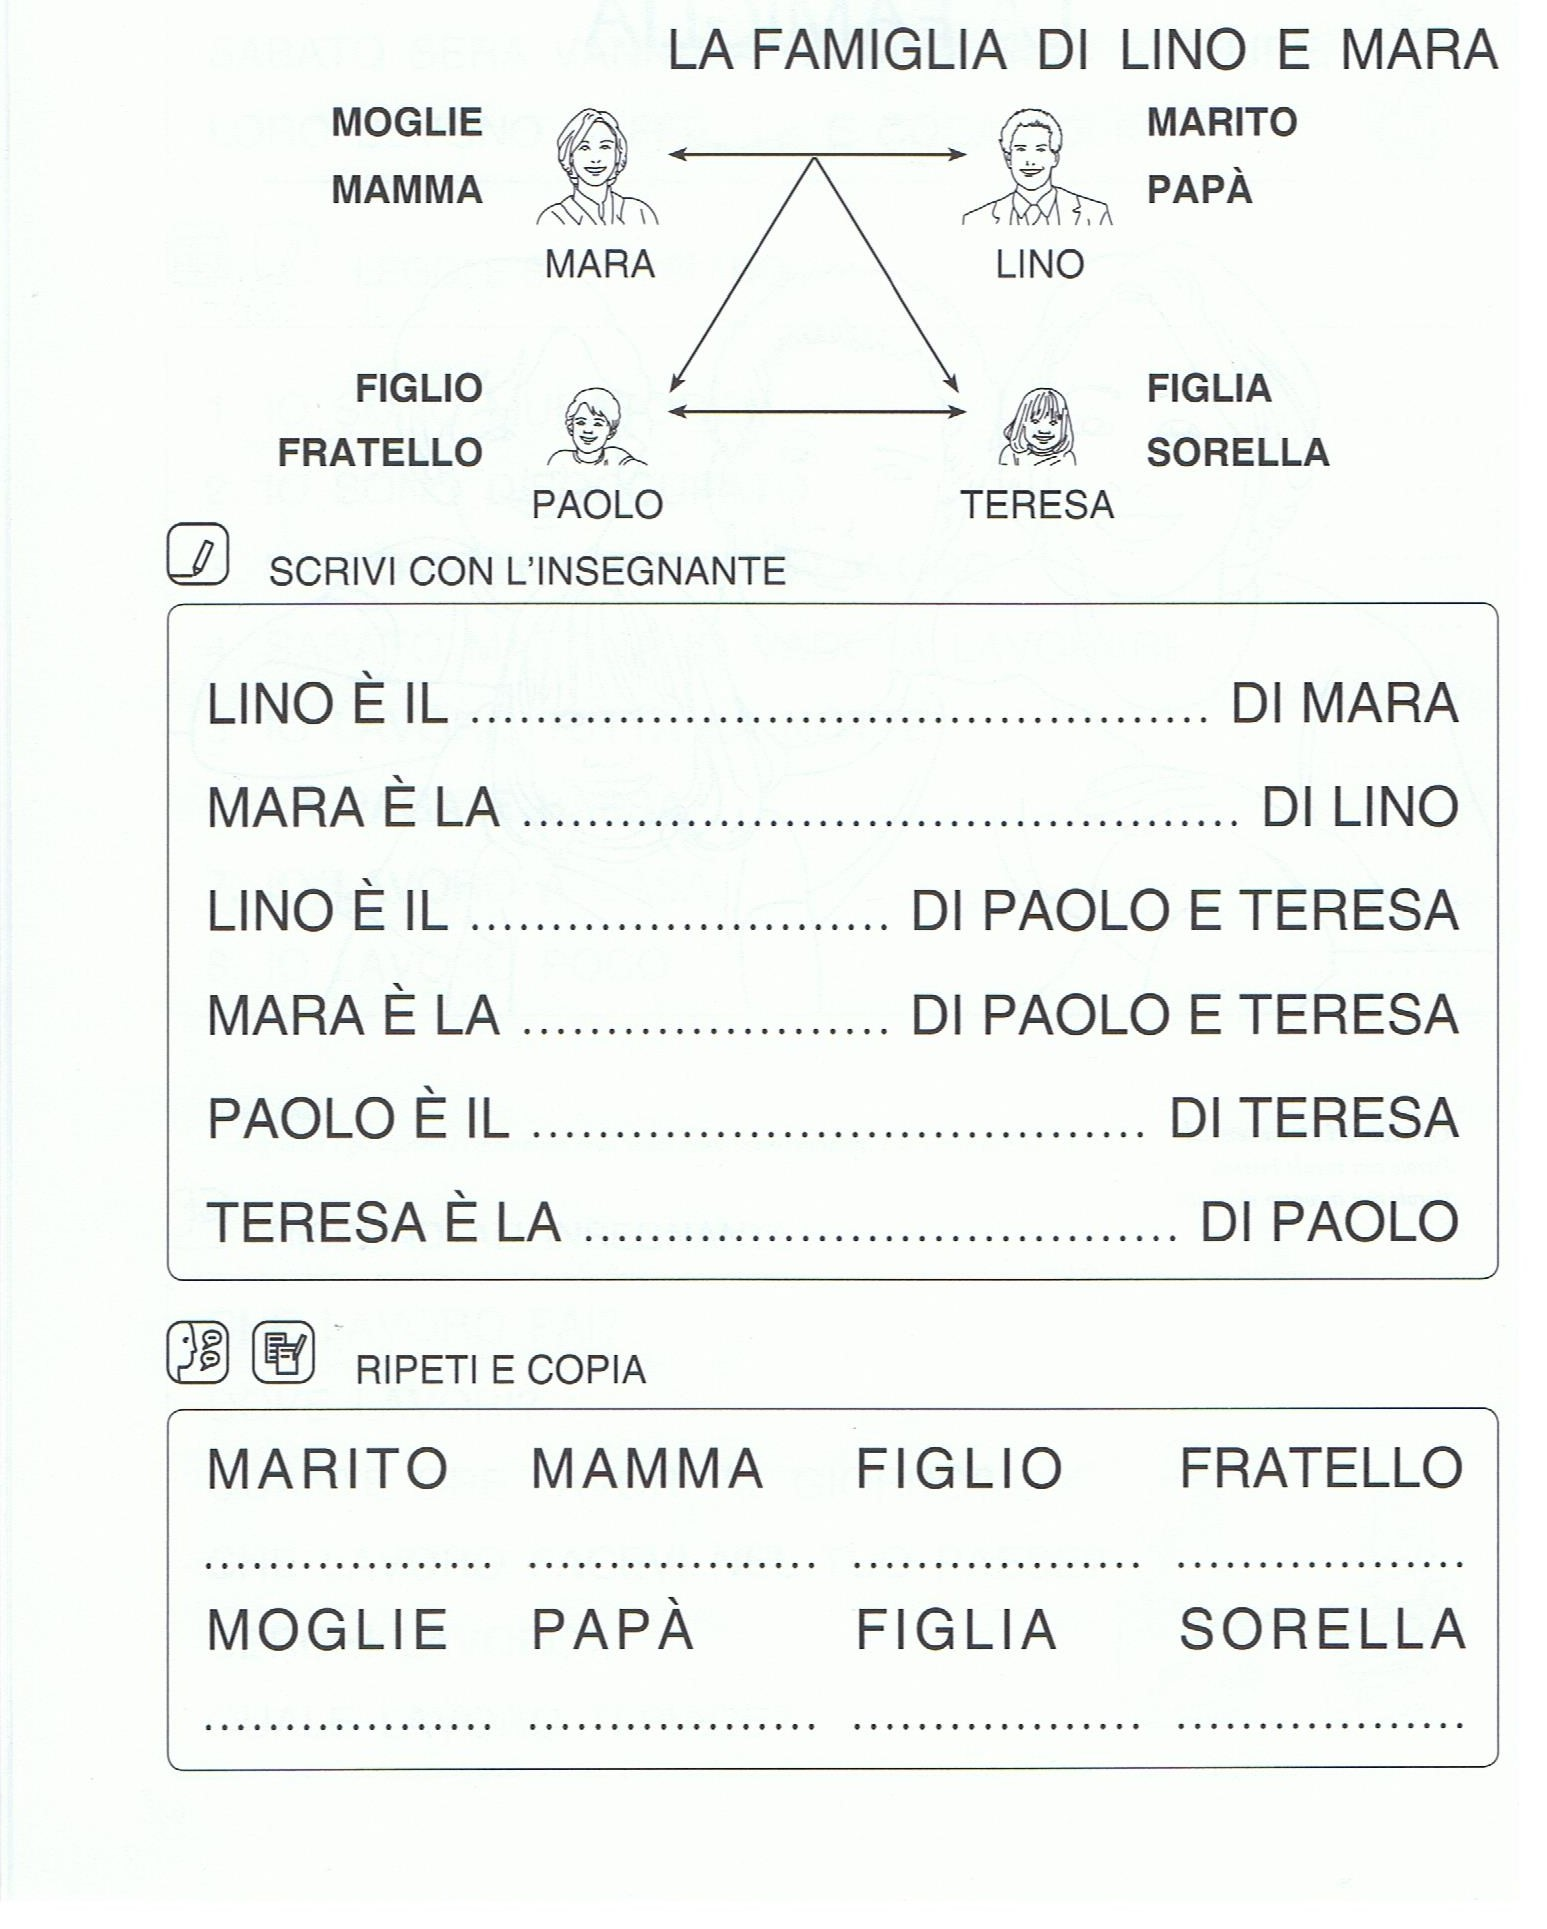 LA FAMIGLIA DI LINO E MARA
MOGLIE
MAMMA
MARA
MARITO
PAPÀ
LINO
FIGLIO
FRATELLO
PAOLO
FIGLIA
SORELLA
TERESA
SCRIVI CON L'INSEGNANTE
LINO È IL .............................................. DI MARA
MARA È LA ............................................ DI LINO
LINO È IL .......................... DI PAOLO E TERESA
MARA È LA ....................... DI PAOLO E TERESA
PAOLO È IL ...................................... DI TERESA
TERESA È LA ..................................... DI PAOLO
RIPETI E COPIA
MARITO MAMMA FIGLIO FRATELLO
.................. .................. .................. ..................
MOGLIE PAPÀ FIGLIA SORELLA
.................. .................. .................. ..................